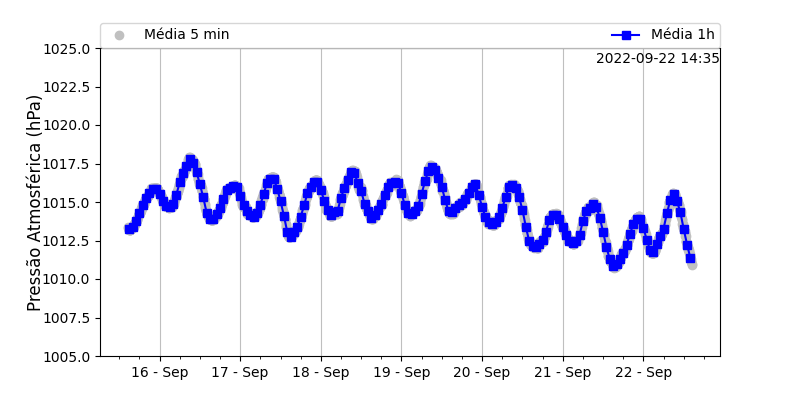 Média 5 min
Média 1h
2022-09-22 14:35
Pressão Atmosférica (hPa)
1025.0
1022.5
1020.0
1017.5
1015.0
1012.5
1010.0
1007.5
1005.0
16 - Sep
17 - Sep
18 - Sep
19 - Sep
20 - Sep
21 - Sep
22 - Sep